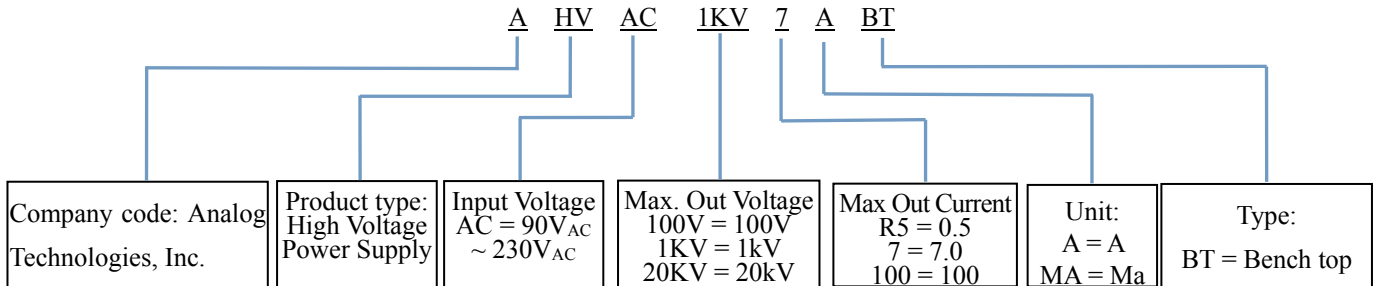 A HV AC 1KV 7 A BT
Company code: Analog
Technologies, Inc.
Product type:
High Voltage
Power Supply
Input Voltage
AC = 90VAC
~ 230VAC
Max. Out Voltage
100V = 100V
1KV = 1kV
20KV = 20kV
Max Out Current
R5 = 0.5
7 = 7.0
100 = 100
Unit:
A = A
MA = Ma
Type:
BT = Bench top